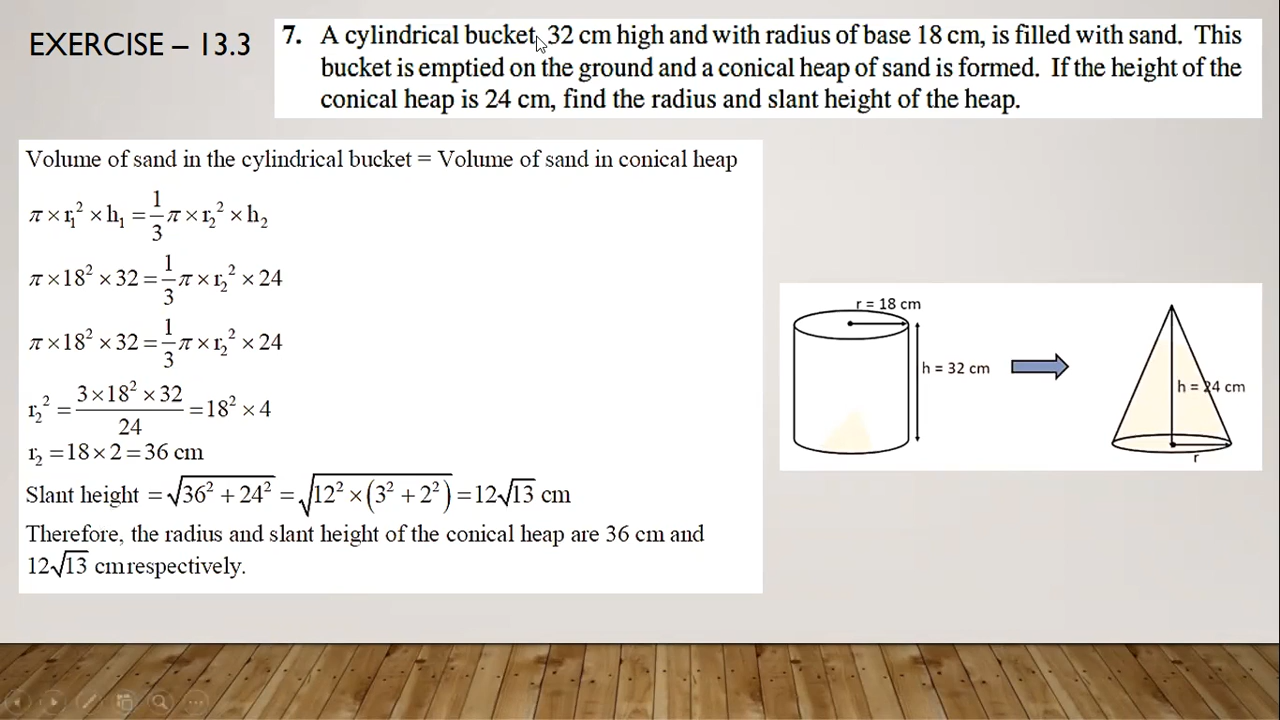 EXERCISE – 13.3
7. A cylindrical bucket, 32 cm high and with radius of base 18 cm, is filled with sand. This
bucket is emptied on the ground and a conical heap of sand is formed. If the height of the
conical heap is 24 cm, find the radius and slant height of the heap.
Volume of sand in the cylindrical bucket = Volume of sand in conical heap
π × r₁² × h₁ = 1/3 π × r₂² × h₂
π × 18² × 32 = 1/3 π × r₂² × 24
π × 18² × 32 = 1/3 π × r₂² × 24
r₂² = (3 × 18² × 32)/24 = 18² × 4
r₂ = 18 × 2 = 36 cm
Slant height = √(36² + 24²) = √(12² × (3² + 2²)) = 12√13 cm
Therefore, the radius and slant height of the conical heap are 36 cm and
12√13 cm respectively.
r = 18 cm
h = 32 cm
h = 24 cm
r